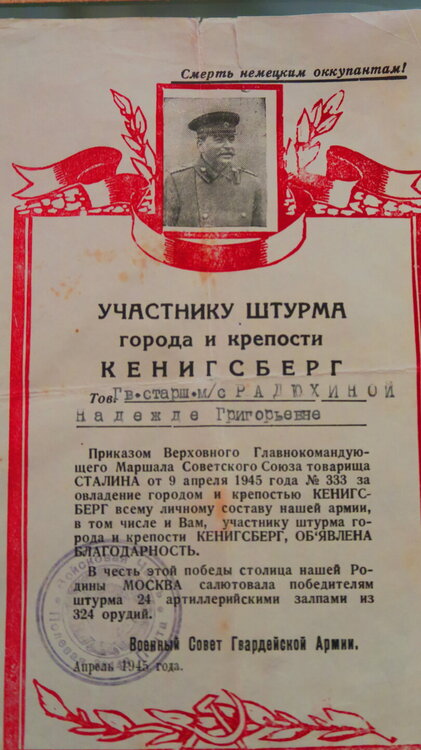 Смерть немецким оккупантам!
УЧАСТНИКУ ШТУРМА
города и крепости
КЕНИГСБЕРГ
Тов. Гв.старш.м/с РАДЮХИНОЙ
Надежде Григорьевне
Приказом Верховного Главнокомандую-
щего Маршала Советского Союза товарища
СТАЛИНА от 9 апреля 1945 года № 333 за
овладение городом и крепостью КЕНИГС-
БЕРГ всему личному составу нашей армии,
в том числе и Вам, участнику штурма го-
рода и крепости КЕНИГСБЕРГ, ОБ'ЯВЛЕНА
БЛАГОДАРНОСТЬ.
В честь этой победы столица нашей Ро-
дины МОСКВА салютовала победителям
штурма 24 артиллерийскими залпами из
324 орудий.
Военный Совет Гвардейской Армии.
Апрель 1945 года.